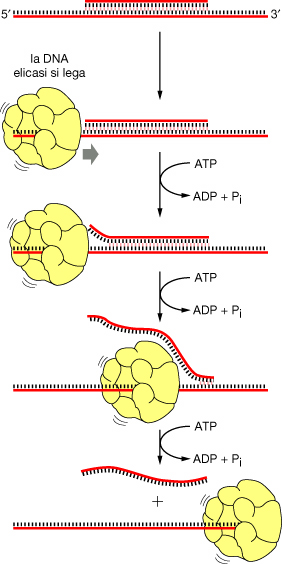 5′ 3′
la DNA
elicasi si lega
ATP
ADP + Pi
ATP
ADP + Pi
ATP
ADP + Pi
+